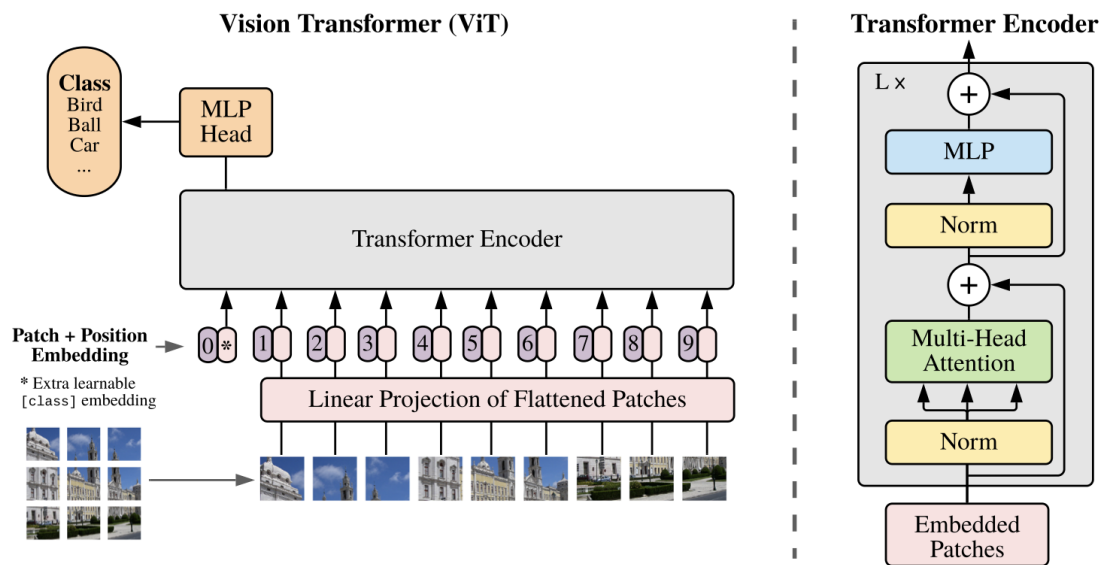 Vision Transformer (ViT)
Class
Bird
Ball
Car
...
MLP
Head
Transformer Encoder
0 * 1 2 3 4 5 6 7 8 9
Patch + Position
Embedding
* Extra learnable
[class] embedding
Linear Projection of Flattened Patches
Transformer Encoder
L ×
+
MLP
Norm
+
Multi-Head
Attention
Norm
Embedded
Patches